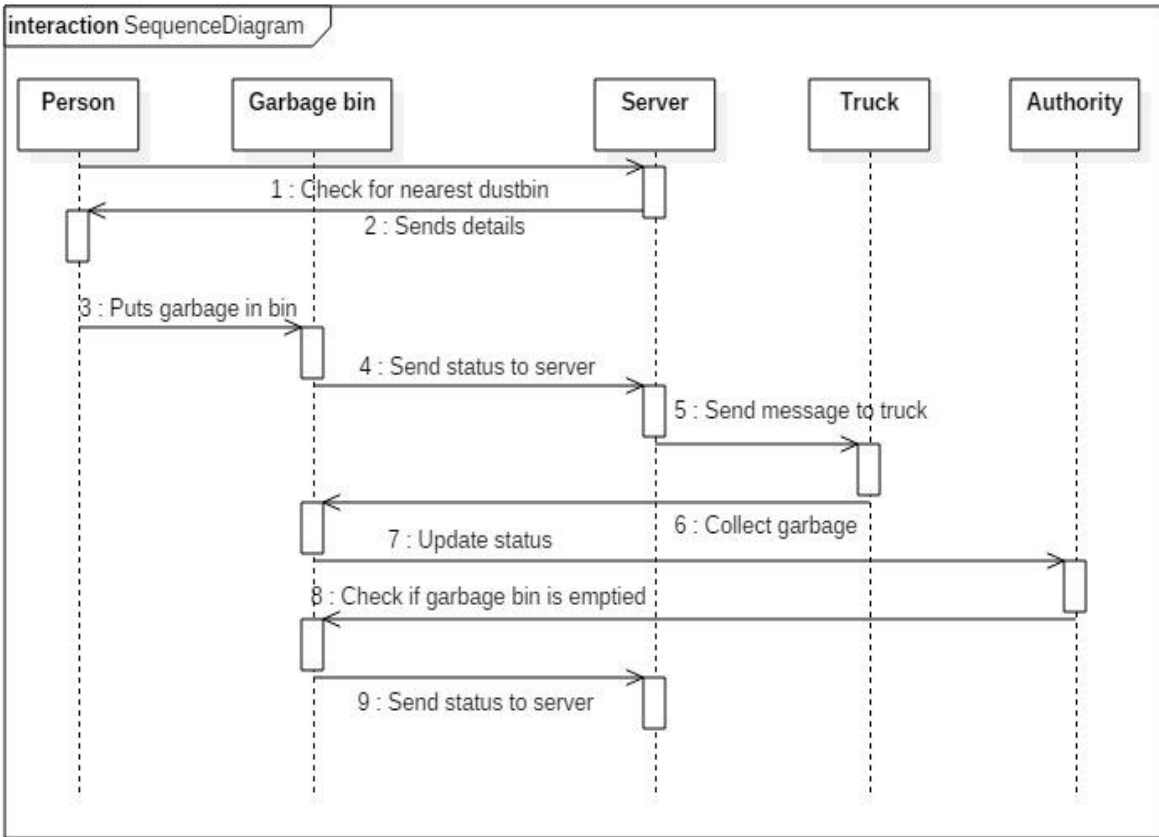 interaction SequenceDiagram
Person
Garbage bin
Server
Truck
Authority
1 : Check for nearest dustbin
2 : Sends details
3 : Puts garbage in bin
4 : Send status to server
5 : Send message to truck
6 : Collect garbage
7 : Update status
8 : Check if garbage bin is emptied
9 : Send status to server